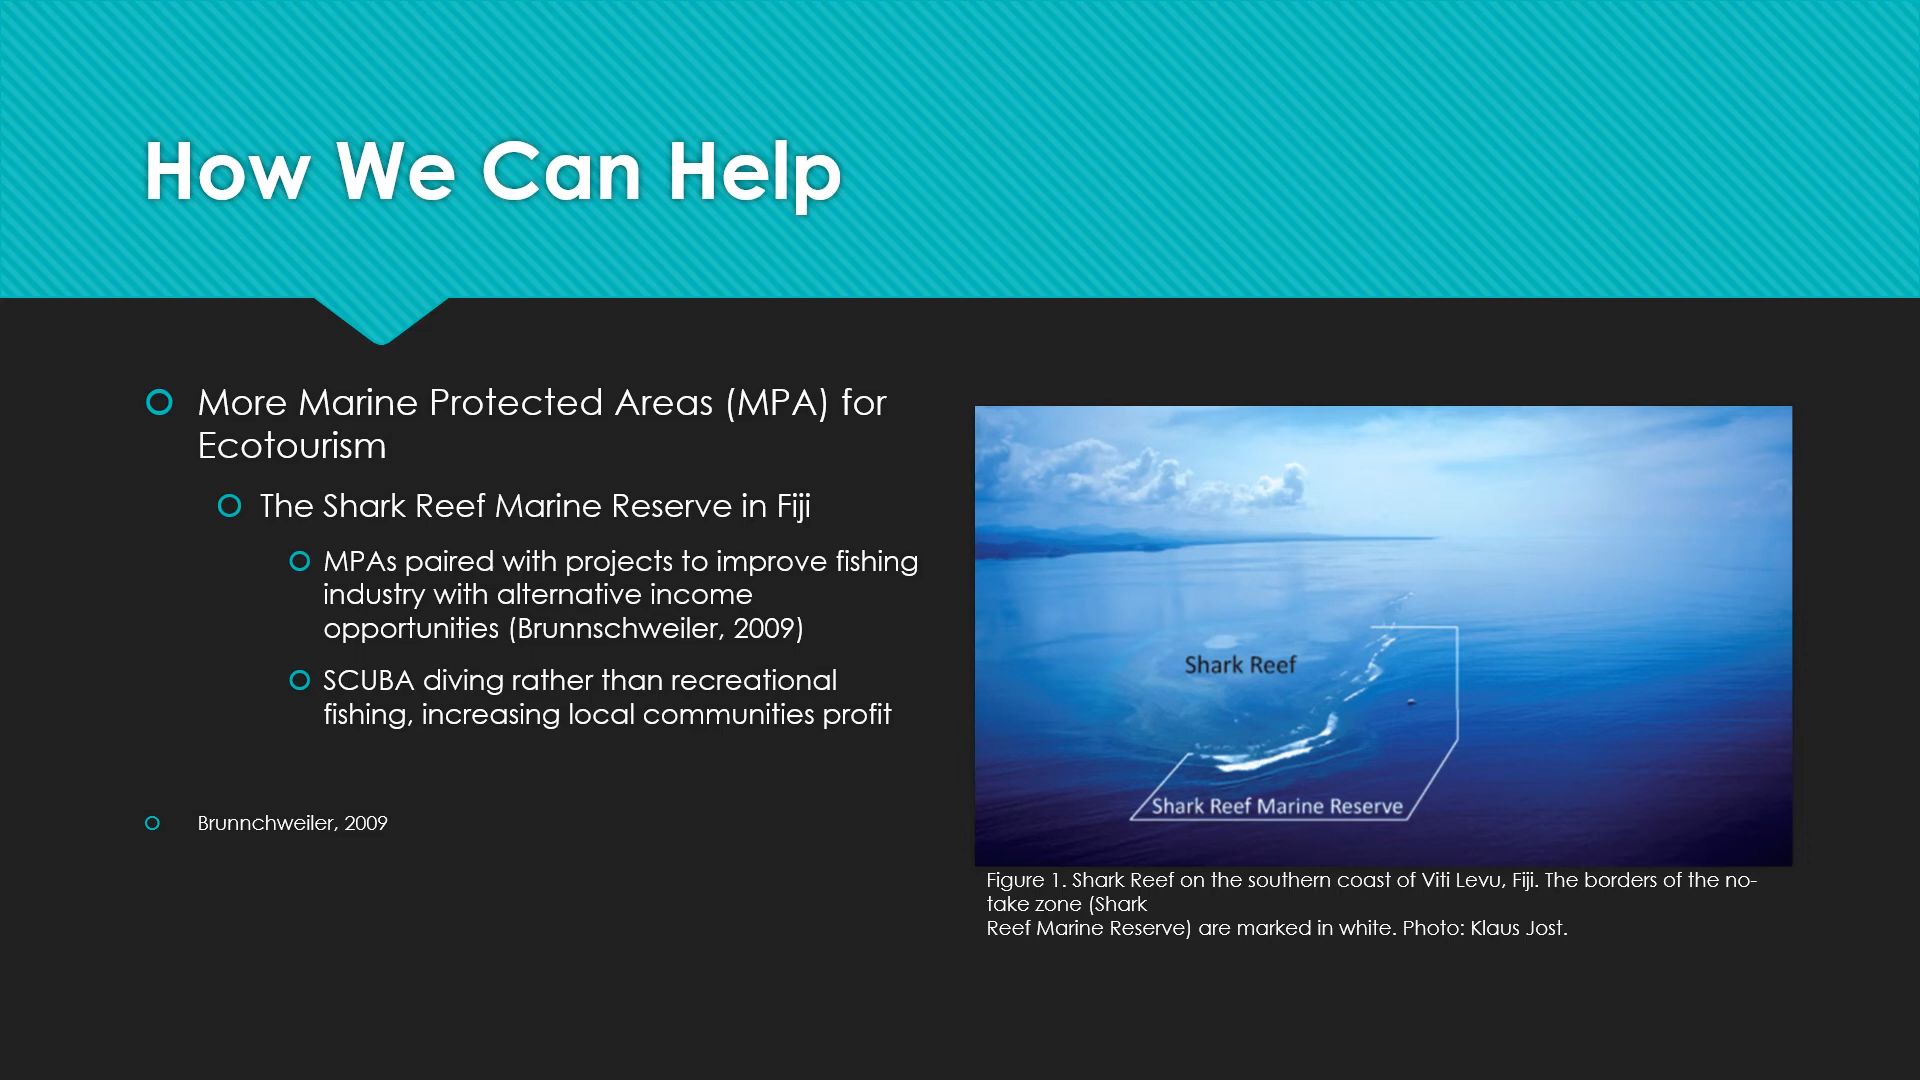 How We Can Help
More Marine Protected Areas (MPA) for
Ecotourism
The Shark Reef Marine Reserve in Fiji
MPAs paired with projects to improve fishing
industry with alternative income
opportunities (Brunnschweiler, 2009)
SCUBA diving rather than recreational
fishing, increasing local communities profit
Brunnchweiler, 2009
Shark Reef
Shark Reef Marine Reserve
Figure 1. Shark Reef on the southern coast of Viti Levu, Fiji. The borders of the no-
take zone (Shark
Reef Marine Reserve) are marked in white. Photo: Klaus Jost.